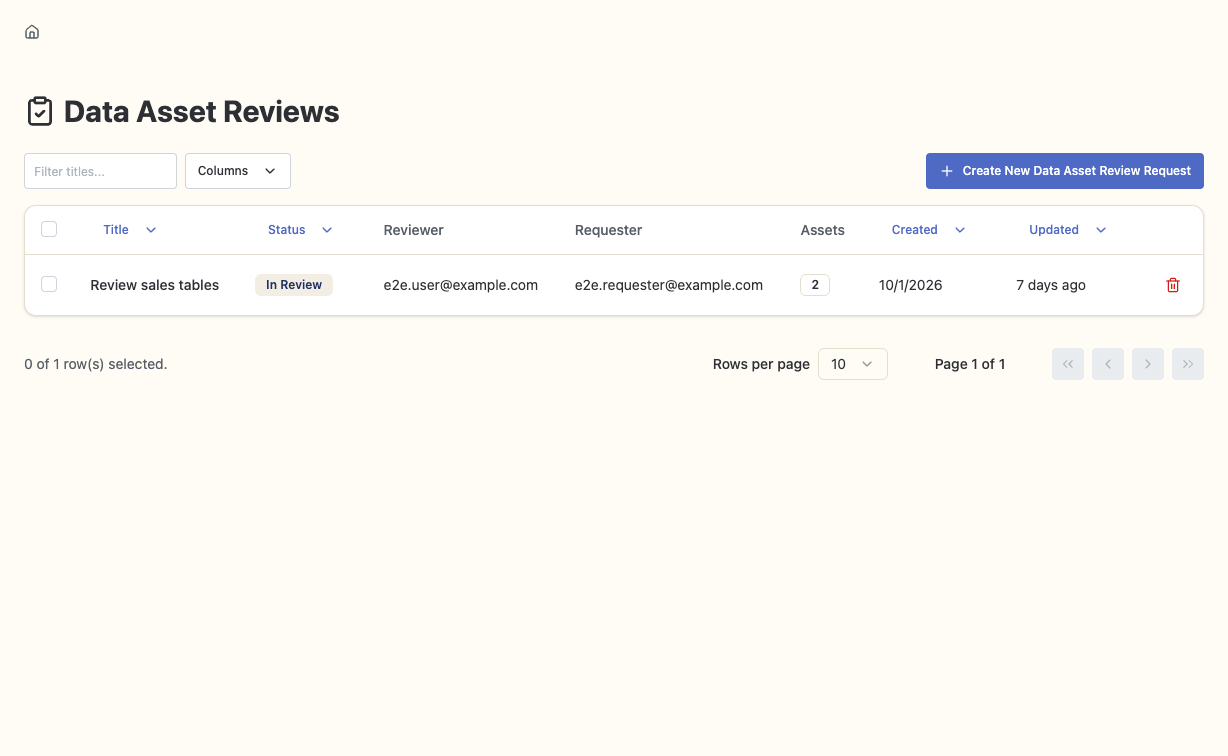 Data Asset Reviews
Filter titles...
Columns
Create New Data Asset Review Request
Title Status Reviewer Requester Assets Created Updated
Review sales tables In Review e2e.user@example.com e2e.requester@example.com 2 10/1/2026 7 days ago
0 of 1 row(s) selected.
Rows per page 10 Page 1 of 1